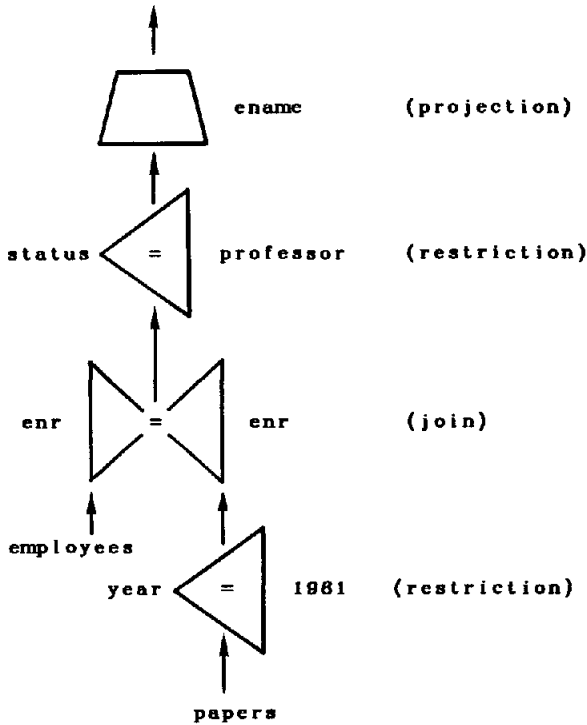 ename (projection)
status = professor (restriction)
enr = enr (join)
employees
year = 1981 (restriction)
papers